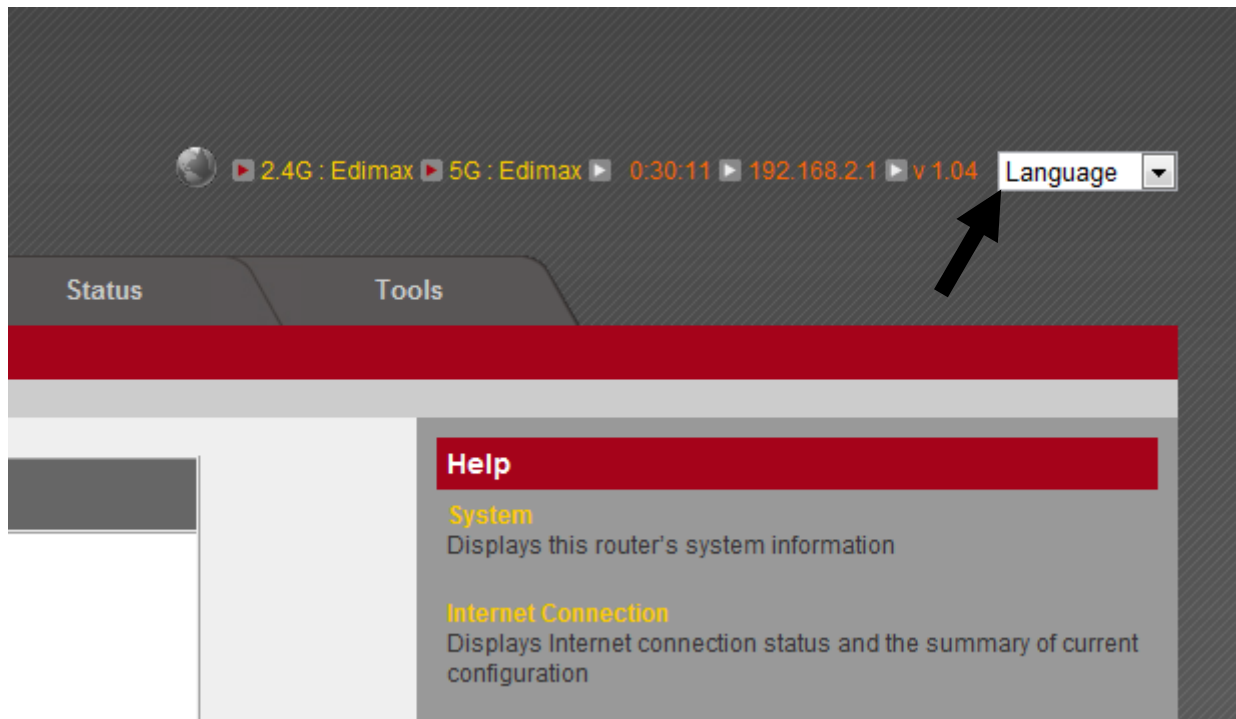 2.4G : Edimax 5G : Edimax 0:30:11 192.168.2.1 v 1.04 Language
Status Tools
Help
System
Displays this router's system information
Internet Connection
Displays Internet connection status and the summary of current
configuration